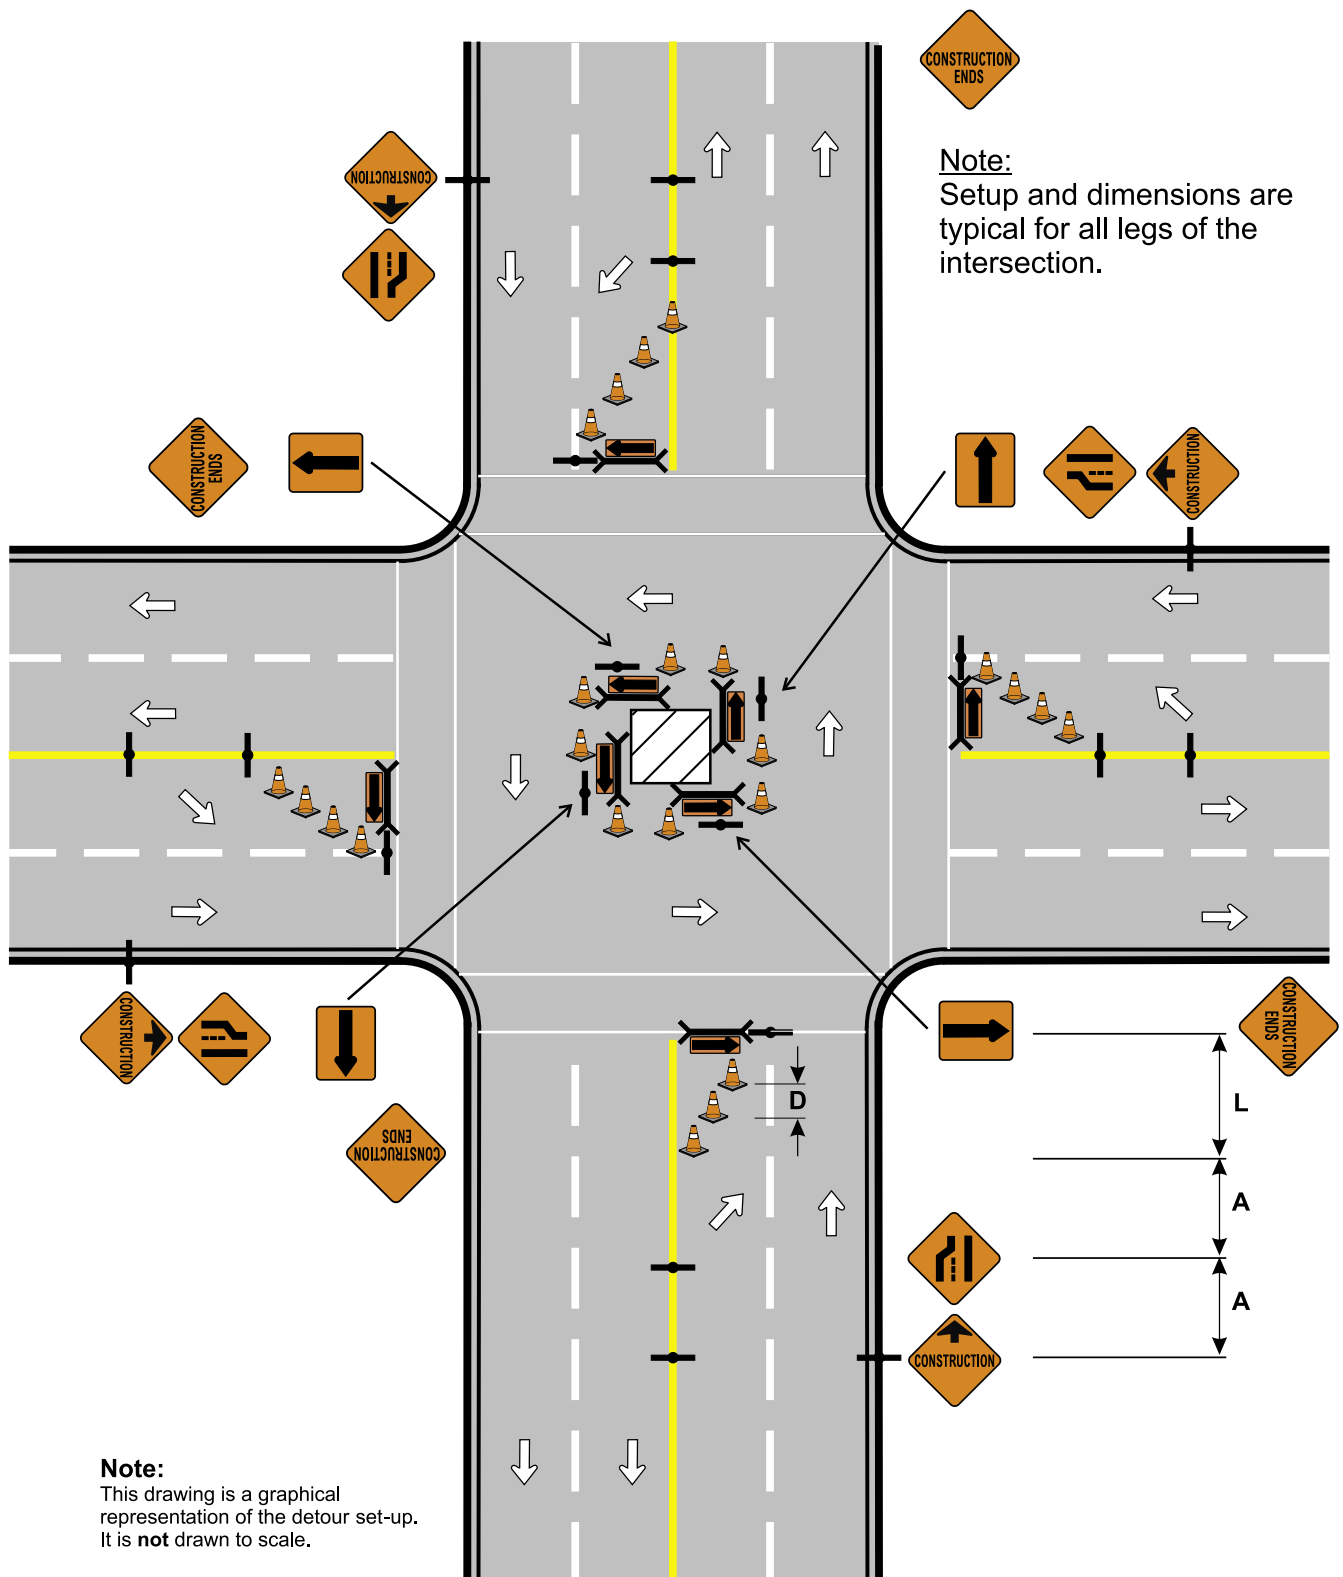 CONSTRUCTION
ENDS
Note:
Setup and dimensions are
typical for all legs of the
intersection.
CONSTRUCTION
CONSTRUCTION
ENDS
CONSTRUCTION
CONSTRUCTION
CONSTRUCTION
ENDS
D
L
CONSTRUCTION
ENDS
A
A
CONSTRUCTION
Note:
This drawing is a graphical
representation of the detour set-up.
It is not drawn to scale.